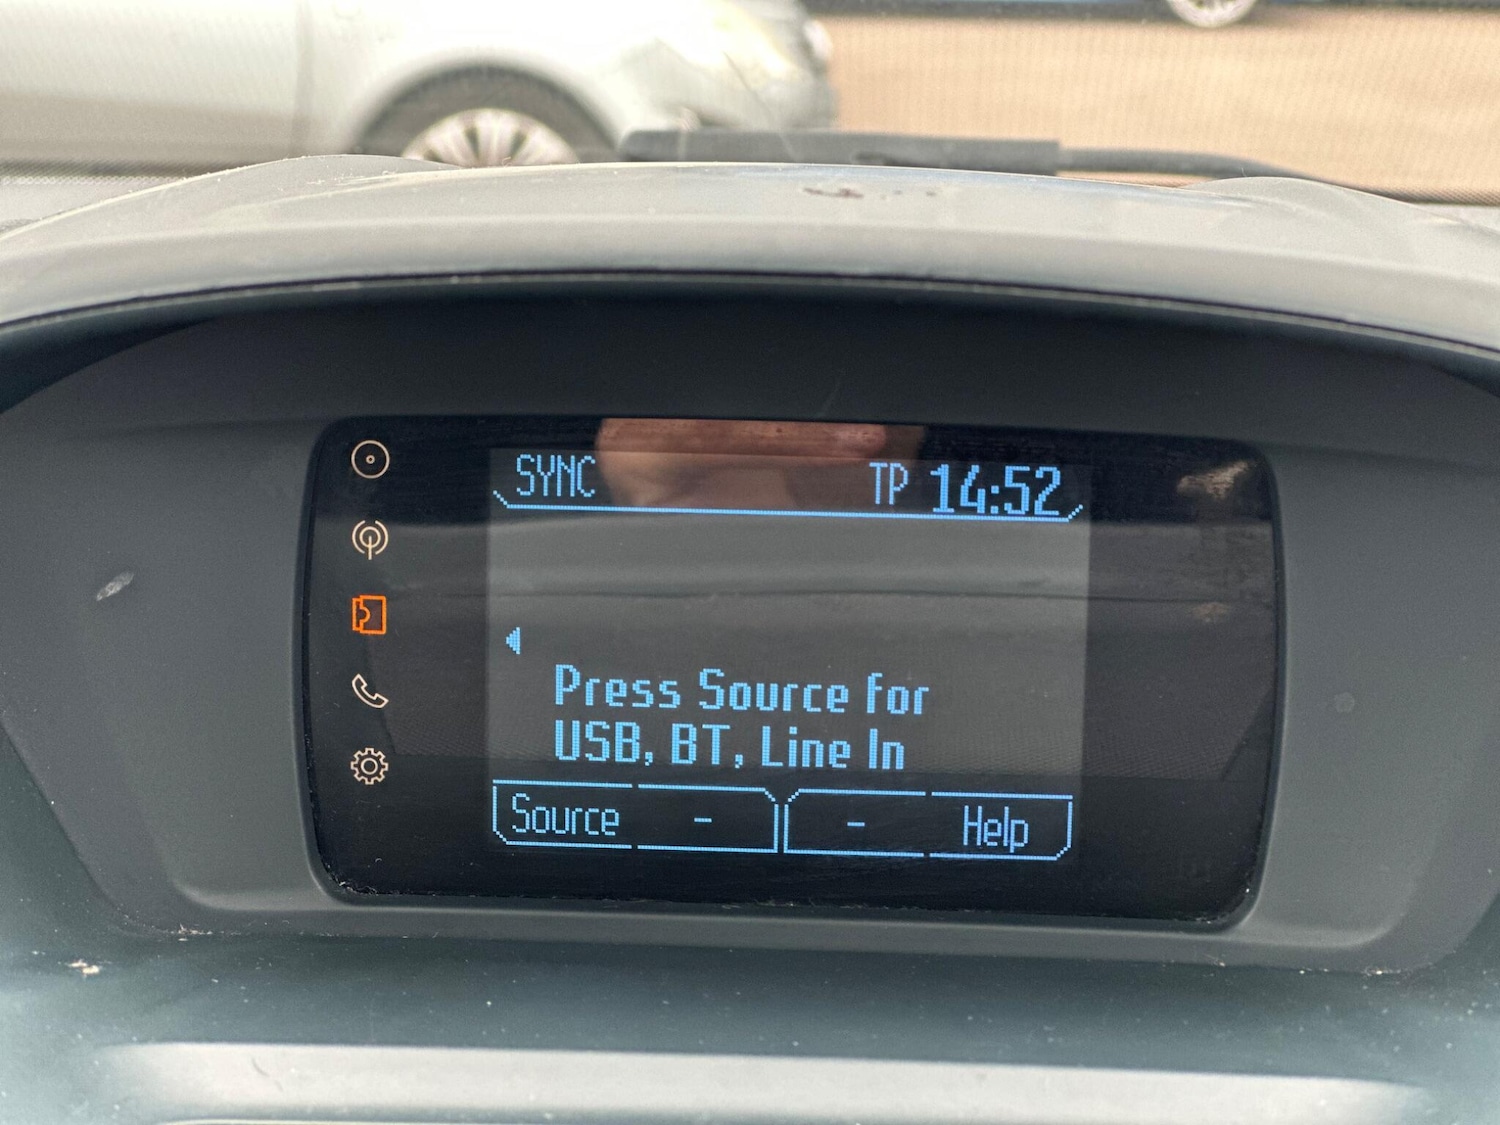 SYNC TP 14:52
Press Source for
USB, BT, Line In
Source - - Help